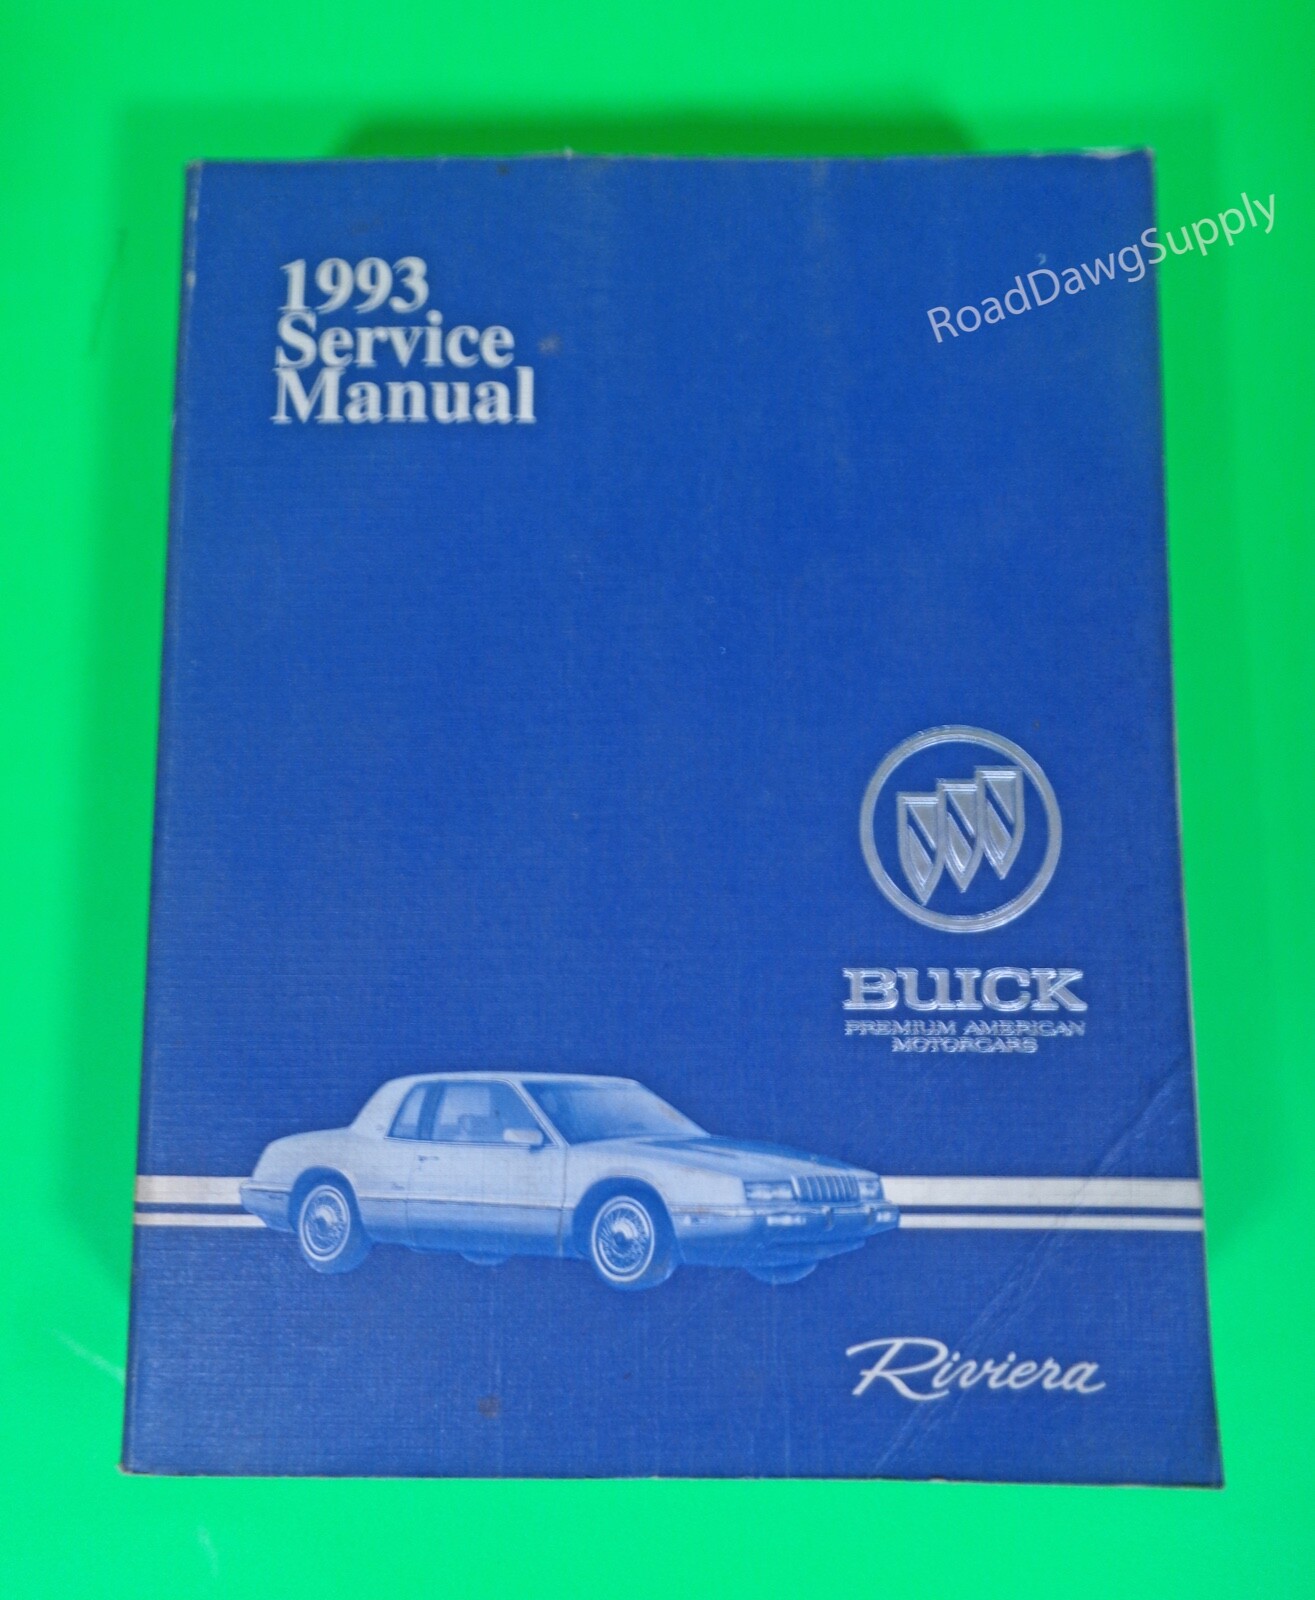 1993
Service
Manual
RoadDawgSupply
BUICK
PREMIUM AMERICAN
MOTORCARS
Riviera